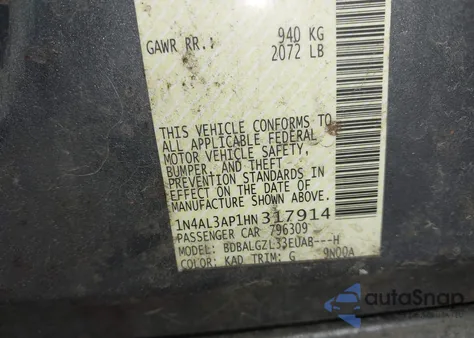 GAWR RR.: 940 KG
2072 LB
THIS VEHICLE CONFORMS TO
ALL APPLICABLE FEDERAL
MOTOR VEHICLE SAFETY,
BUMPER, AND THEFT
PREVENTION STANDARDS IN
EFFECT ON THE DATE OF
MANUFACTURE SHOWN ABOVE.
1N4AL3AP1HN317914
PASSENGER CAR 796309
MODEL: BDBALGZL33EUAB---H
COLOR: KAD TRIM: G 9N00A
autoSnap